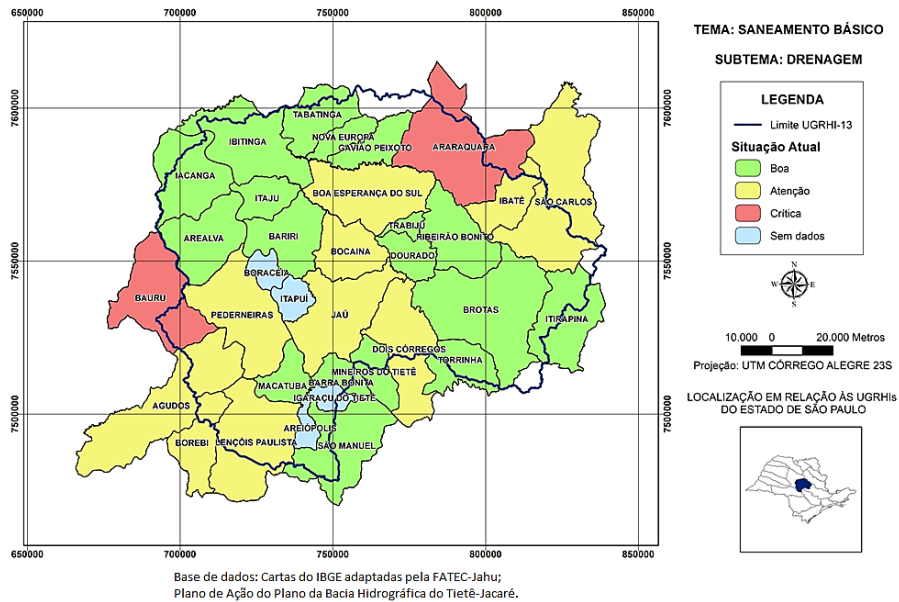 650000 700000 750000 800000 850000
7600000 7600000
7550000 7550000
7500000 7500000
TABATINGA
IBITINGA
NOVA EUROPA
GAVIÃO PEIXOTO
ARARAQUARA
IACANGA
ITAJU
BOA ESPERANÇA DO SUL
IBATÉ
SÃO CARLOS
AREALVA
BARIRI
TRABIJU
RIBEIRÃO BONITO
BOCAINA
DOURADO
BORACEIA
BAURU
ITAPUÍ
PEDERNEIRAS
JAÚ
BROTAS
ITIRAPINA
DOIS CÓRREGOS
TORRINHA
MINEIROS DO TIETÊ
MACATUBA
BARRA BONITA
IGARAÇU DO TIETÊ
AGUDOS
AREIÓPOLIS
BOREBI
LENÇÓIS PAULISTA
SÃO MANUEL
650000 700000 750000 800000 850000
TEMA: SANEAMENTO BÁSICO
SUBTEMA: DRENAGEM
LEGENDA
Limite UGRHI-13
Situação Atual
Boa
Atenção
Crítica
Sem dados
N
W E
S
10.000 0 20.000 Metros
Projeção: UTM CÓRREGO ALEGRE 23S
LOCALIZAÇÃO EM RELAÇÃO ÀS UGRHIs
DO ESTADO DE SÃO PAULO
Base de dados: Cartas do IBGE adaptadas pela FATEC-Jahu;
Plano de Ação do Plano da Bacia Hidrográfica do Tietê-Jacaré.